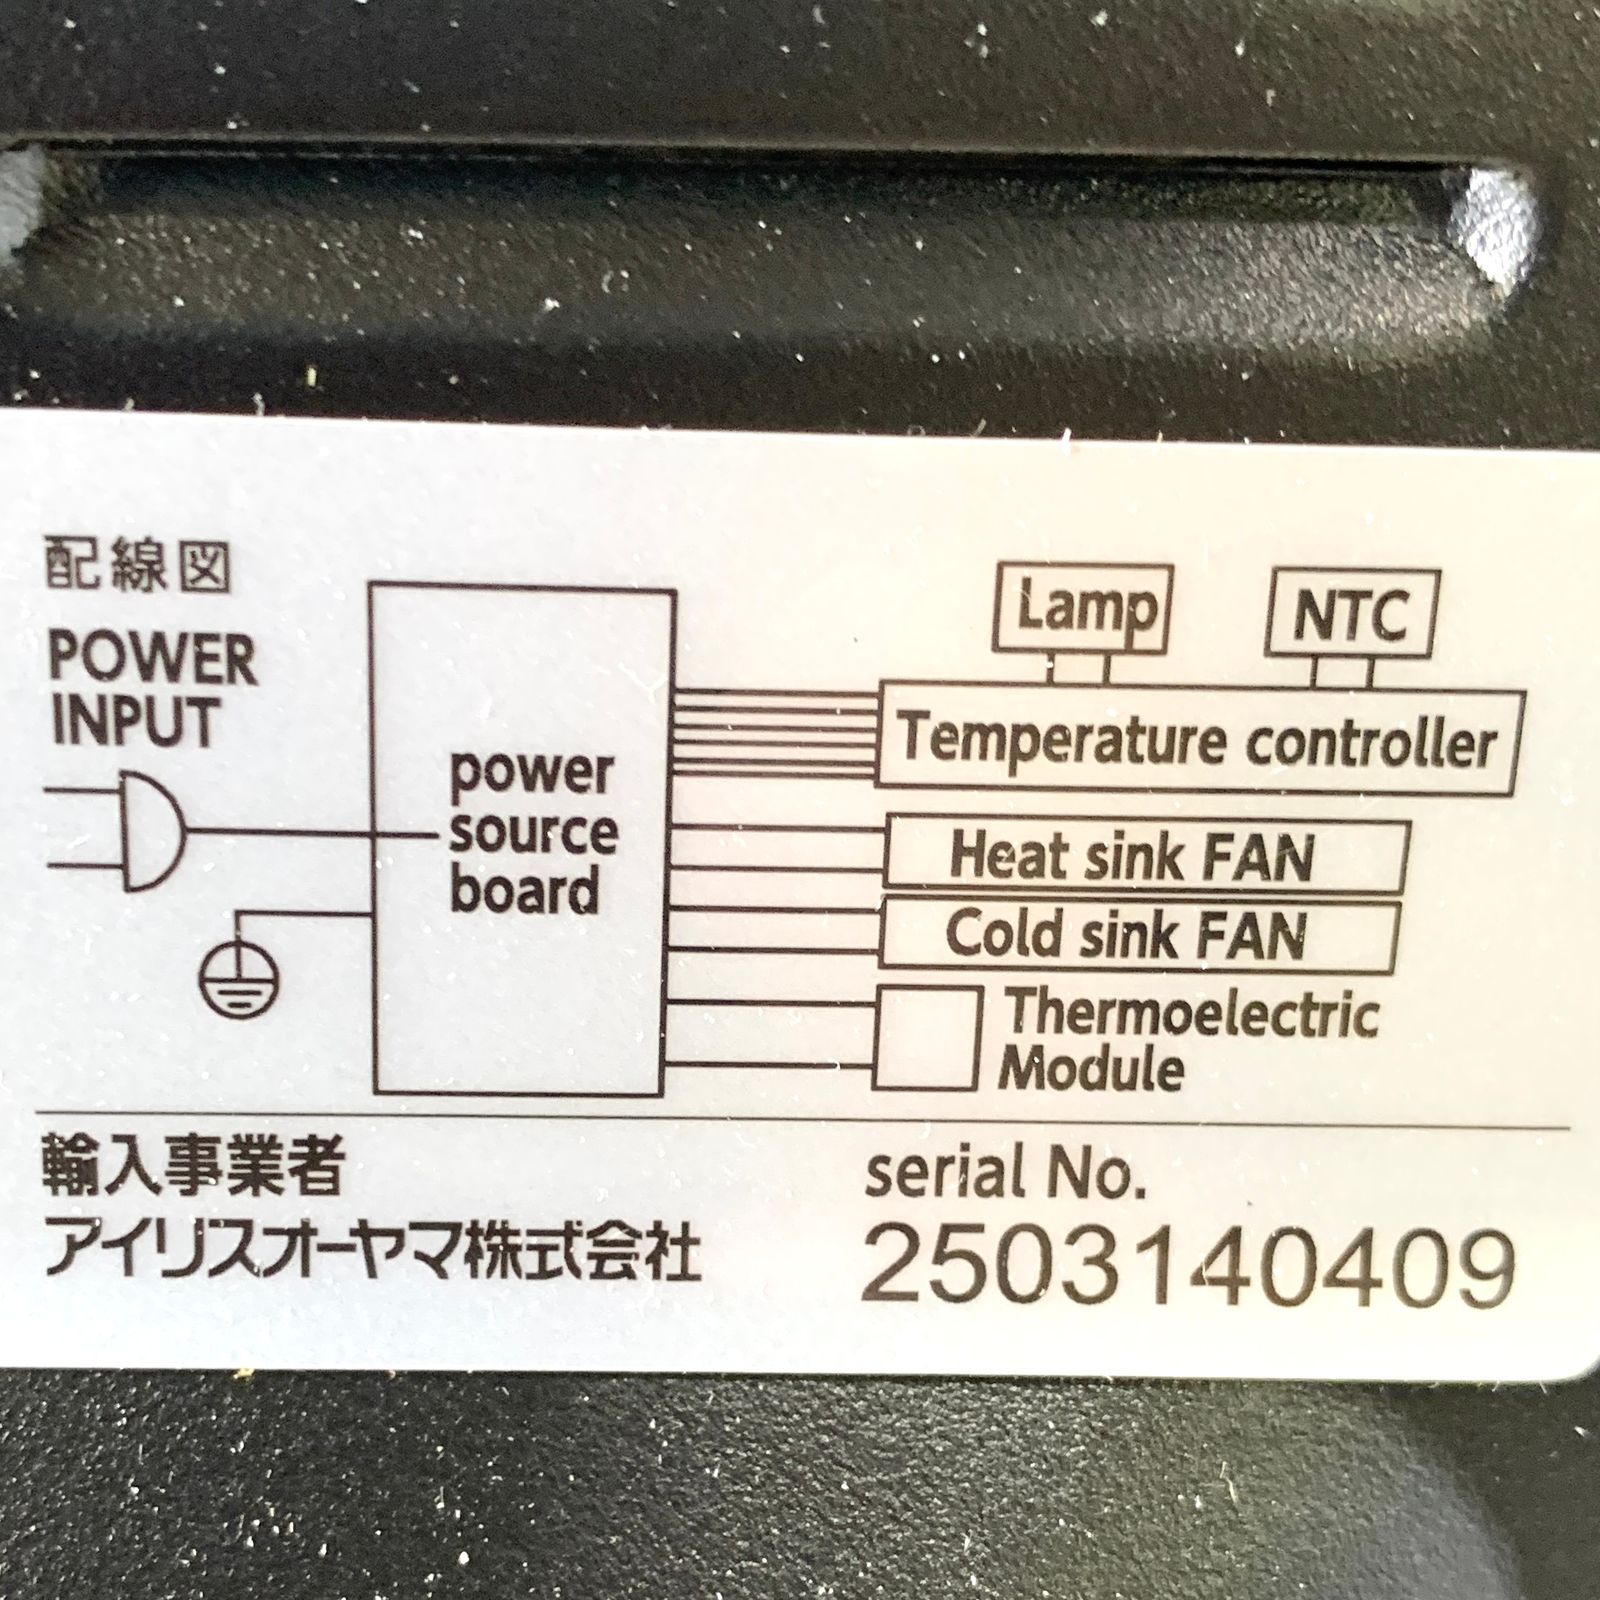 配線図
POWER
INPUT
power
source
board
Lamp
NTC
Temperature controller
Heat sink FAN
Cold sink FAN
Thermoelectric
Module
輸入事業者
アイリスオーヤマ株式会社
serial No.
2503140409